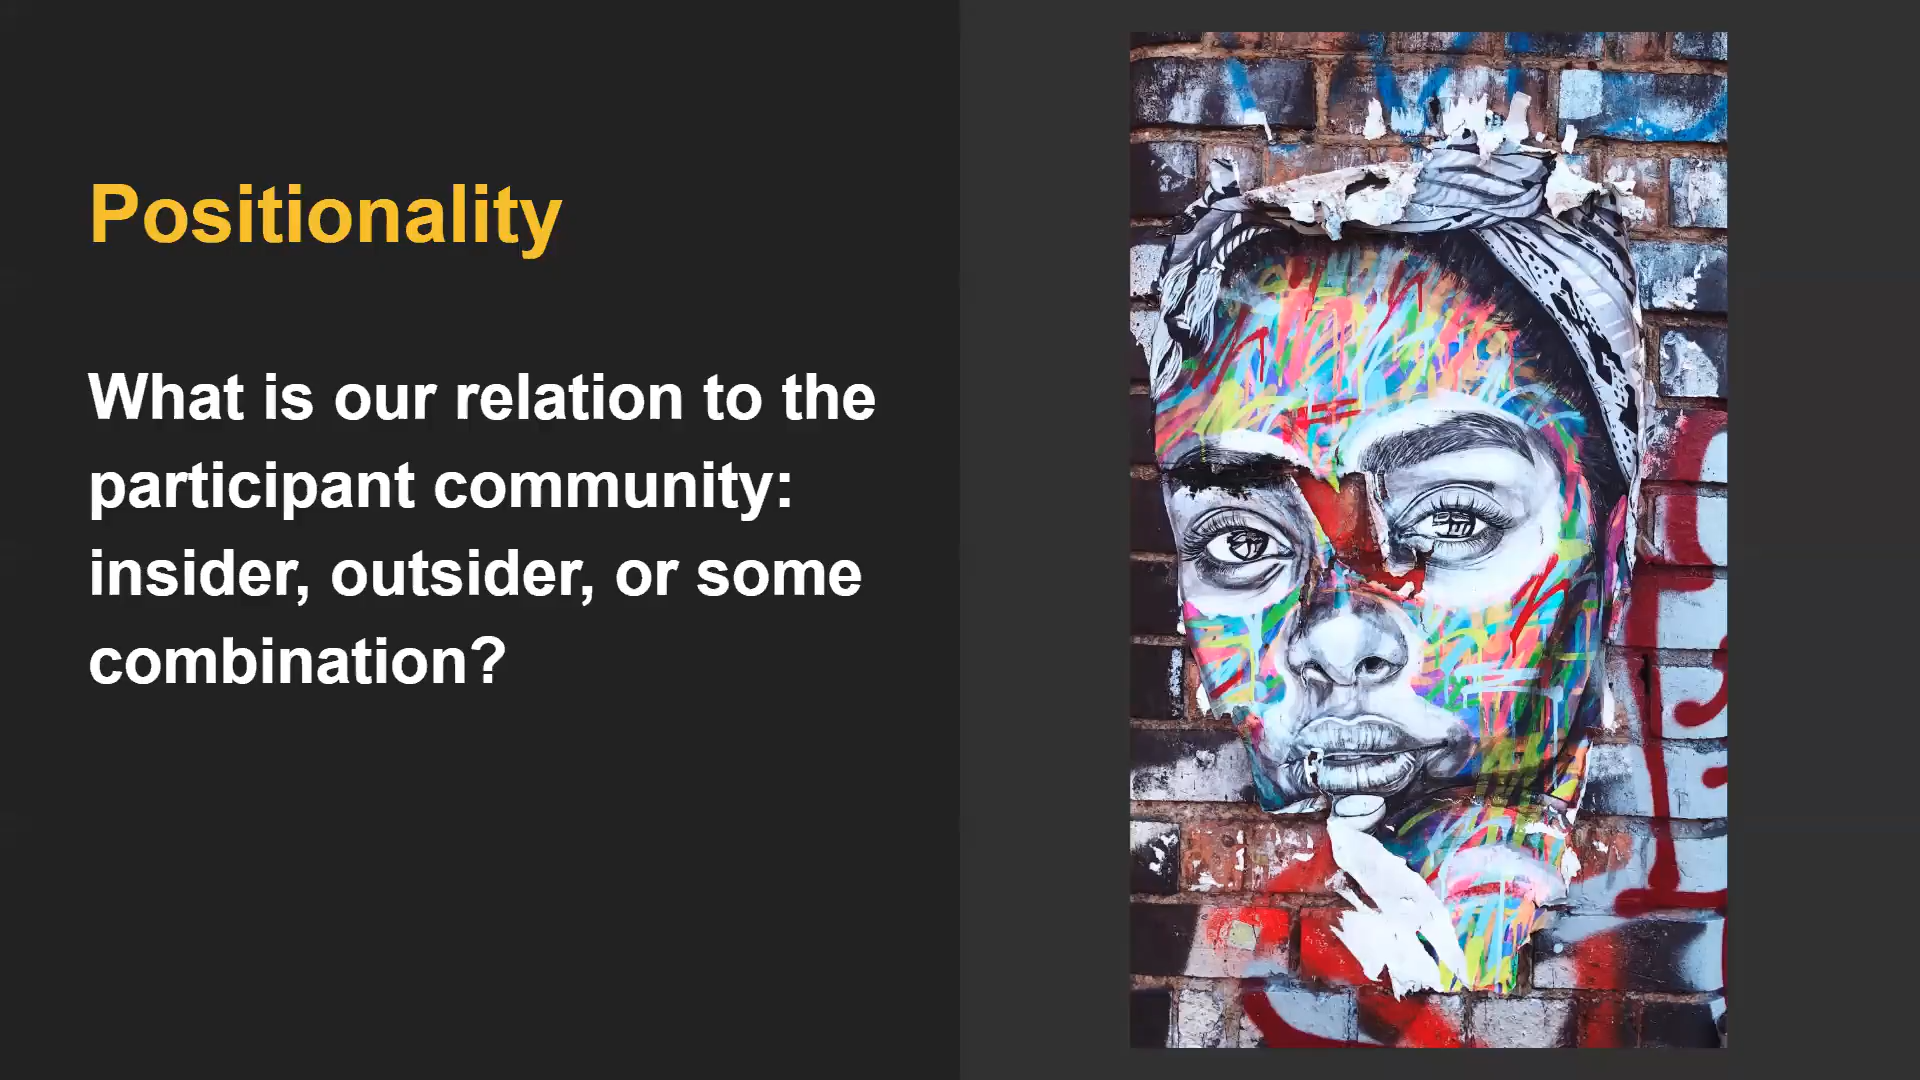 Positionality
What is our relation to the
participant community:
insider, outsider, or some
combination?